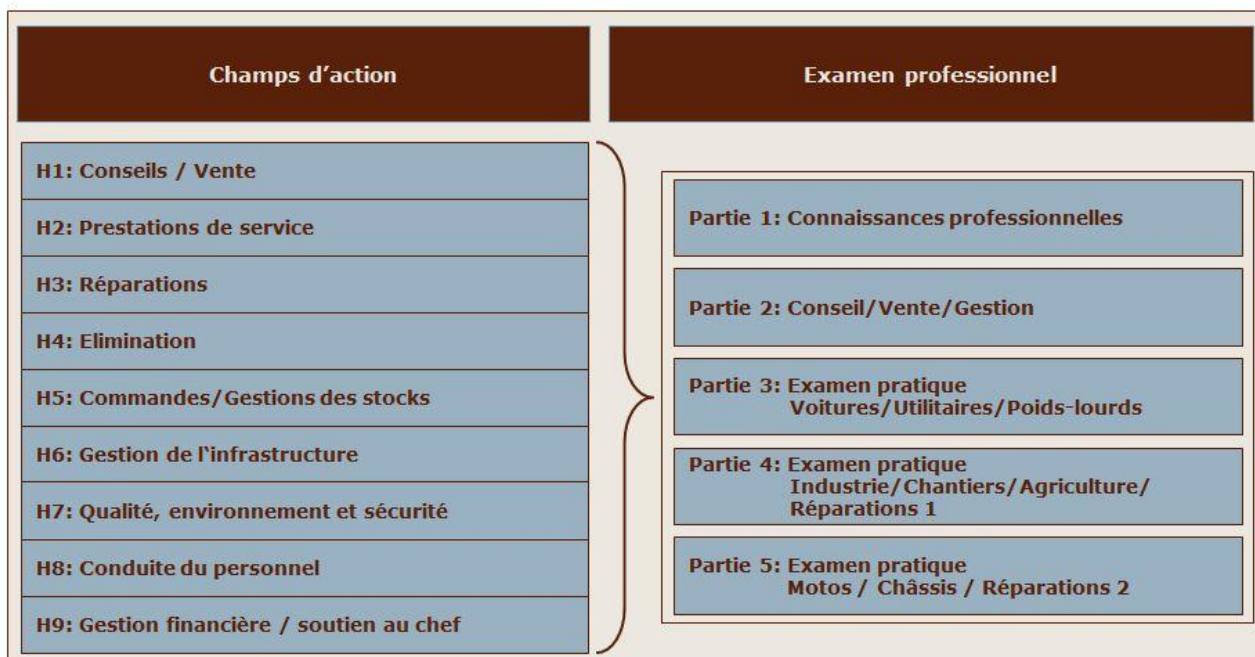 Champs d’action
Examen professionnel
H1: Conseils / Vente
H2: Prestations de service
H3: Réparations
H4: Elimination
H5: Commandes/Gestions des stocks
H6: Gestion de l‘infrastructure
H7: Qualité, environnement et sécurité
H8: Conduite du personnel
H9: Gestion financière / soutien au chef
Partie 1: Connaissances professionnelles
Partie 2: Conseil/Vente/Gestion
Partie 3: Examen pratique
Voitures/Utilitaires/Poids-lourds
Partie 4: Examen pratique
Industrie/Chantiers/Agriculture/
Réparations 1
Partie 5: Examen pratique
Motos / Châssis / Réparations 2